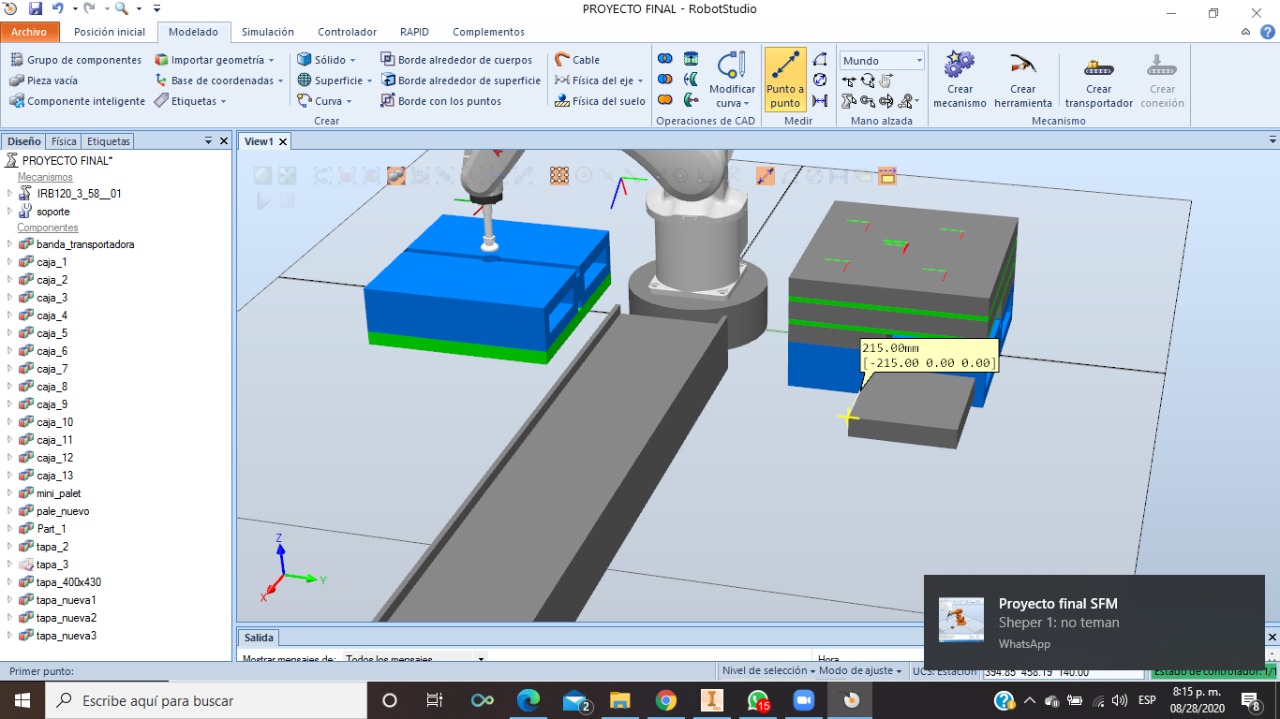 PROYECTO FINAL - RobotStudio
Archivo Posición inicial Modelado Simulación Controlador RAPID Complementos
Grupo de componentes
Pieza vacía
Componente inteligente
Importar geometría
Base de coordenadas
Etiquetas
Sólido
Superficie
Curva
Borde alrededor de cuerpos
Borde alrededor de superficie
Borde con los puntos
Crear
Cable
Física del eje
Física del suelo
Modificar
curva
Operaciones de CAD
Punto a
punto
Medir
Mundo
Mano alzada
Crear
mecanismo
Crear
herramienta
Crear
transportador
Crear
conexión
Mecanismo
Diseño Física Etiquetas
View1
PROYECTO FINAL*
Mecanismos
IRB120_3_58__01
soporte
Componentes
banda_transportadora
caja_1
caja_2
caja_3
caja_4
caja_5
caja_6
caja_7
caja_8
caja_9
caja_10
caja_11
caja_12
caja_13
mini_palet
pale_nuevo
Part_1
tapa_2
tapa_3
tapa_400x430
tapa_nueva1
tapa_nueva2
tapa_nueva3
215.00mm
[-215.00 0.00 0.00]
Z
Y
X
Salida
Mostrar mensajes de: Todos los mensajes
Hora
Proyecto final SFM
Sheper 1: no teman
WhatsApp
Primer punto:
Nivel de selección Modo de ajuste UCS: Estación 394.85 458.19 140.00 Estado de controlador: 1/1
Escribe aquí para buscar
2
15
ESP
8:15 p. m.
08/28/2020
8